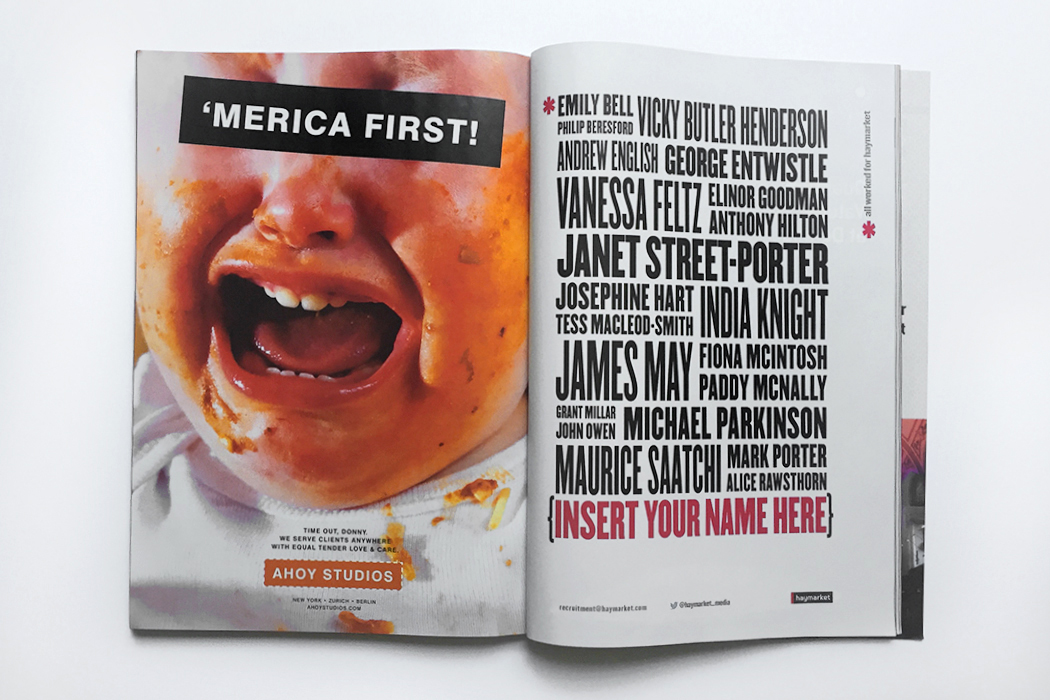 ‘MERICA FIRST!
TIME OUT, DONNY.
WE SERVE CLIENTS ANYWHERE
WITH EQUAL TENDER LOVE & CARE.
AHOY STUDIOS
NEW YORK • ZURICH • BERLIN
AHOYSTUDIOS.COM
* EMILY BELL VICKY BUTLER HENDERSON
PHILIP BERESFORD
ANDREW ENGLISH GEORGE ENTWISTLE
VANESSA FELTZ ELINOR GOODMAN
ANTHONY HILTON
JANET STREET-PORTER
JOSEPHINE HART INDIA KNIGHT
TESS MACLEOD-SMITH
JAMES MAY FIONA MCINTOSH
PADDY MCNALLY
GRANT MILLAR MICHAEL PARKINSON
JOHN OWEN
MAURICE SAATCHI MARK PORTER
ALICE RAWSTHORN
{INSERT YOUR NAME HERE}
* all worked for haymarket
recruitment@haymarket.com @haymarket_media haymarket